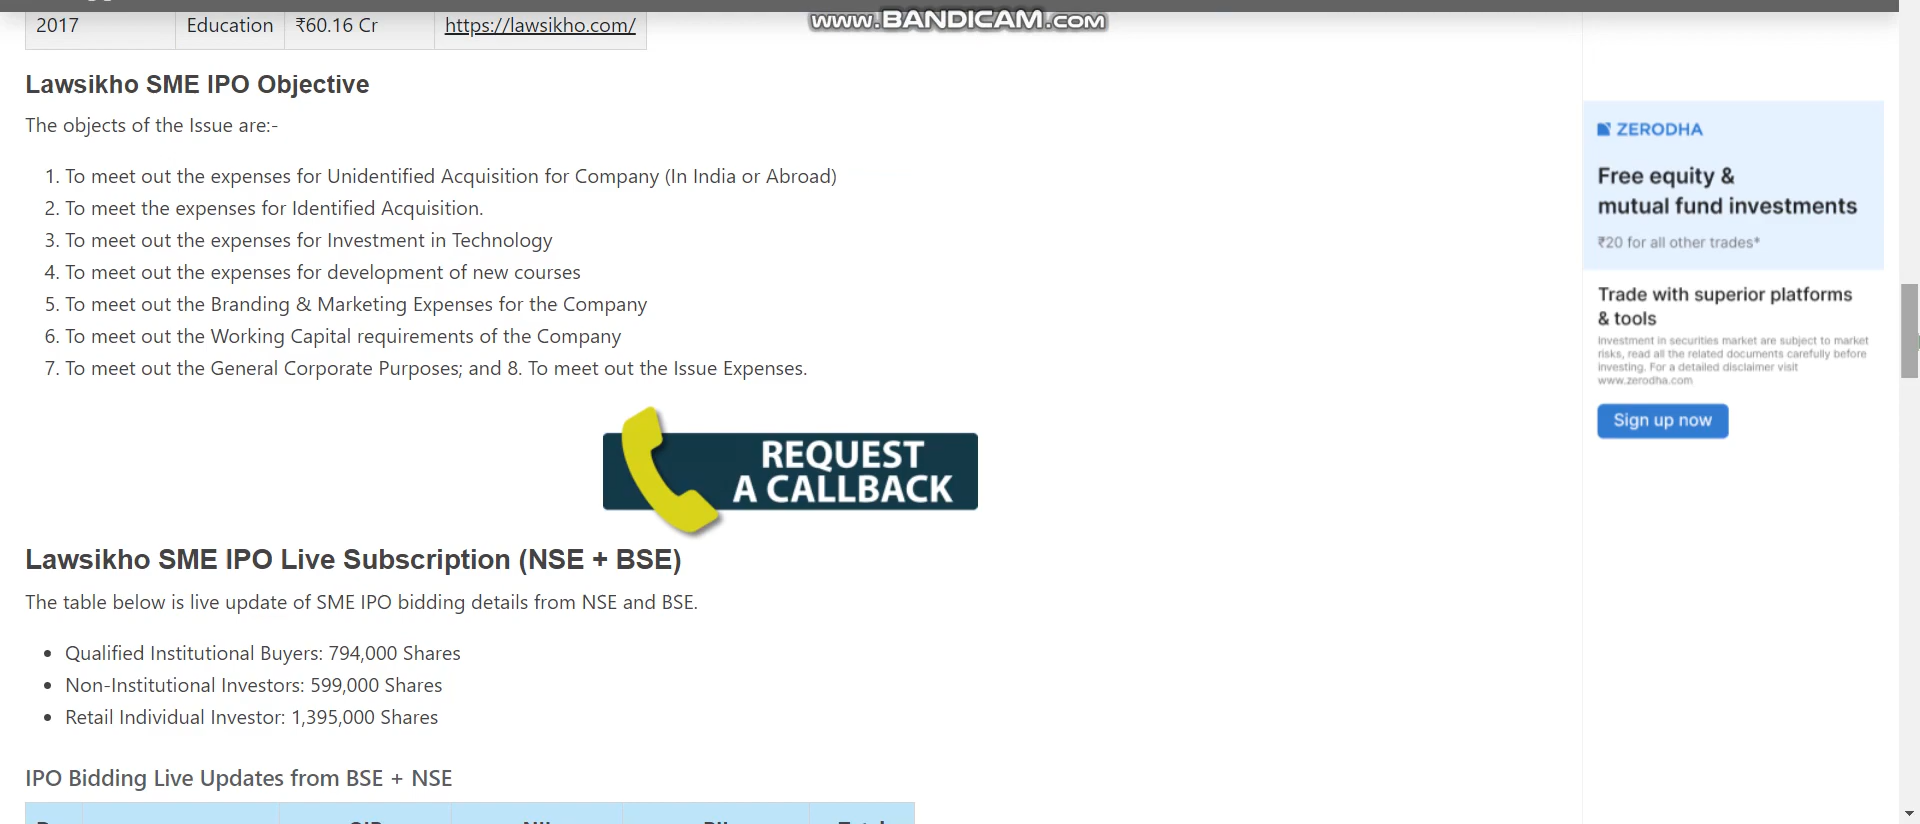 www.BANDICAM.com
2017 Education ₹60.16 Cr https://lawsikho.com/
Lawsikho SME IPO Objective
The objects of the Issue are:-
1. To meet out the expenses for Unidentified Acquisition for Company (In India or Abroad)
2. To meet the expenses for Identified Acquisition.
3. To meet out the expenses for Investment in Technology
4. To meet out the expenses for development of new courses
5. To meet out the Branding & Marketing Expenses for the Company
6. To meet out the Working Capital requirements of the Company
7. To meet out the General Corporate Purposes; and 8. To meet out the Issue Expenses.
REQUEST
A CALLBACK
Lawsikho SME IPO Live Subscription (NSE + BSE)
The table below is live update of SME IPO bidding details from NSE and BSE.
• Qualified Institutional Buyers: 794,000 Shares
• Non-Institutional Investors: 599,000 Shares
• Retail Individual Investor: 1,395,000 Shares
IPO Bidding Live Updates from BSE + NSE
ZERODHA
Free equity &
mutual fund investments
₹20 for all other trades*
Trade with superior platforms
& tools
Investment in securities market are subject to market
risks, read all the related documents carefully before
investing. For a detailed disclaimer visit
www.zerodha.com
Sign up now